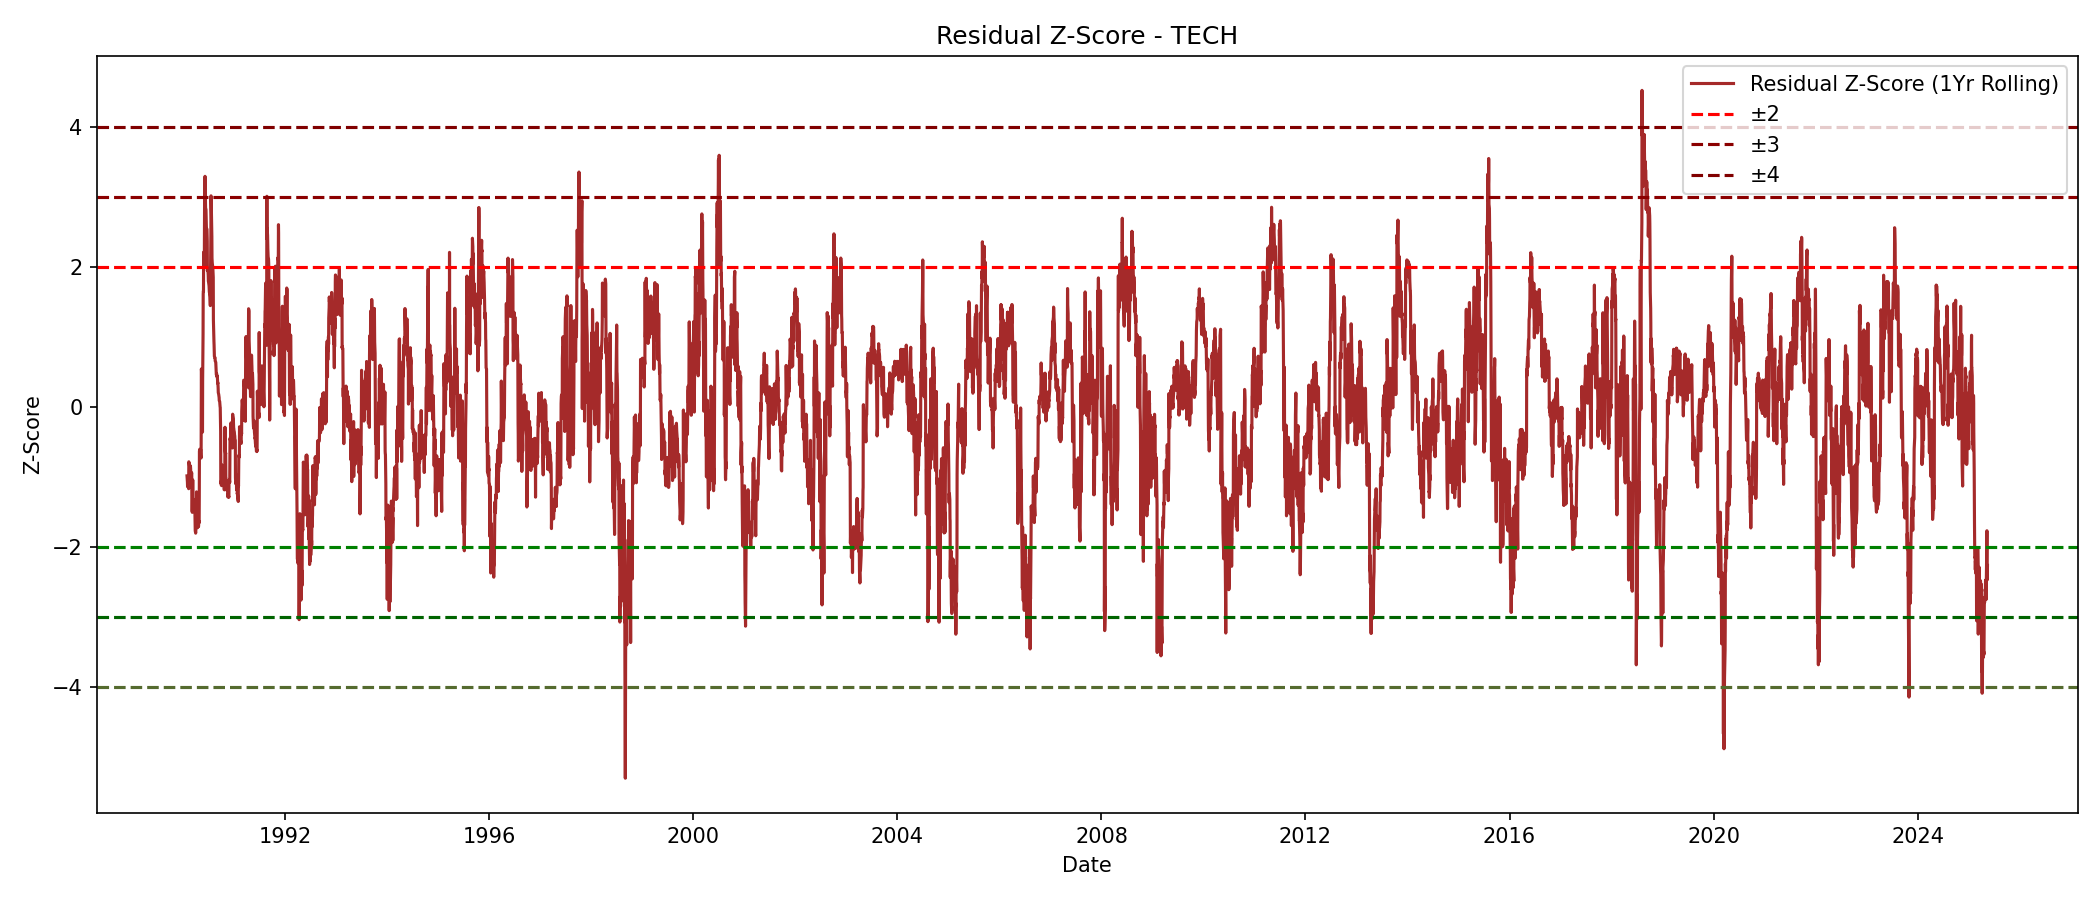 Residual Z-Score - TECH
Residual Z-Score (1Yr Rolling)
±2
±3
±4
Z-Score
4
2
0
−2
−4
1992 1996 2000 2004 2008 2012 2016 2020 2024
Date